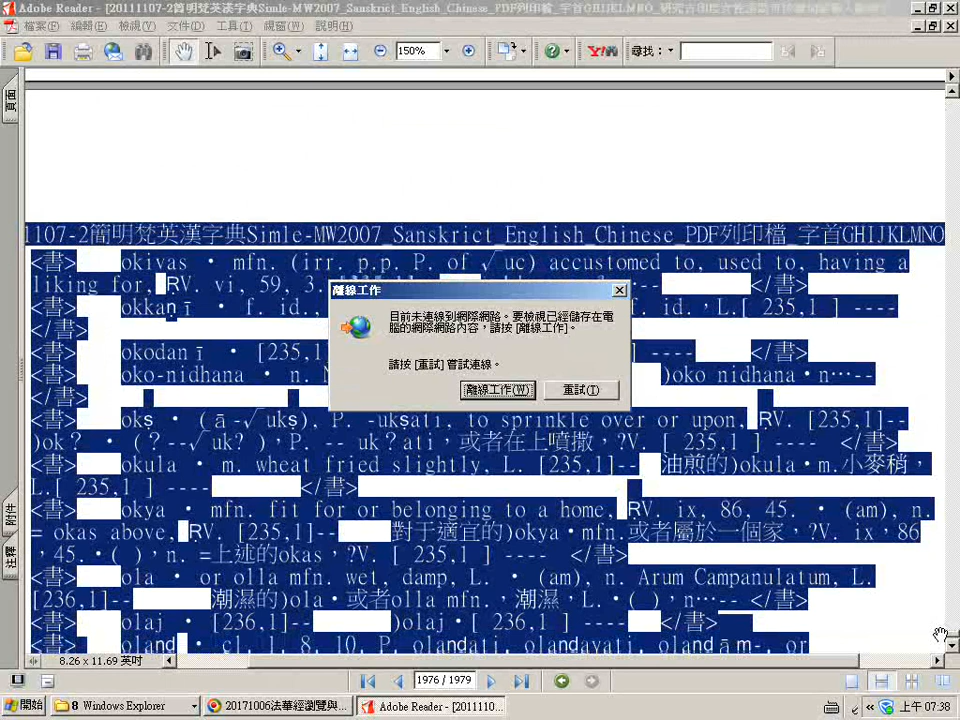 Adobe Reader - [20111107-2簡明梵英漢字典Simle-MW2007_Sanskrict_English_Chinese_PDF列印檔_字首GHIJKLMNO_
檔案(F) 編輯(E) 檢視(V) 文件(D) 工具(T) 視窗(W) 說明(H)
150% 尋找:
頁面
1107-2簡明梵英漢字典Simle-MW2007_Sanskrict_English_Chinese_PDF列印檔_字首GHIJKLMNO
<書> okivas • mfn. (irr. p.p. P. of √uc) accustomed to, used to, having a
liking for, RV. vi, 59, 3.
</書>
<書> okkaṇī • f. id., id., L.[ 235,1] ----
</書>
<書> okodanī • [235, ---- </書>
<書> oko-nidhana • n. )oko nidhana • n…--
</書>
<書> okṣ • (ā-√ukṣ), P. -ukṣati, to sprinkle over or upon, RV. [235,1]--
)ok? • (?--√uk? ), P. -- uk?ati, 或者在上噴撒, ?V. [ 235,1 ] ---- </書>
<書> okula • m. wheat fried slightly, L. [235,1]-- 油煎的)okula•m.小麥稍,
L.[ 235,1 ] ---- </書>
<書> okya • mfn. fit for or belonging to a home, RV. ix, 86, 45. • (am), n.
= okas above, RV. [235,1]-- 對于適宜的)okya•mfn.或者屬於一個家,?V. ix,86
,45.•( ),n. =上述的okas,?V. [ 235,1 ] ---- </書>
<書> ola • or olla mfn. wet, damp, L. • (am), n. Arum Campanulatum, L.
[236,1]-- 潮濕的)ola•或者olla mfn.,潮濕,L.•( ),n…-- </書>
<書> olaj • [236,1]-- )olaj•[ 236,1] ---- </書>
<書> oland • cl. 1, 8, 10. P. olandati, olandayati, olandām-, or
離線工作
目前未連線到網際網路。要檢視已經儲存在電
腦的網際網路內容,請按 [離線工作]。
請按 [重試] 嘗試連線。
離線工作(W) 重試(T)
附件
注釋
8.26 x 11.69 英吋
1976 / 1979
開始 8 Windows Explorer 20171006法華經瀏覽與... Adobe Reader - [2011110... 上午 07:38